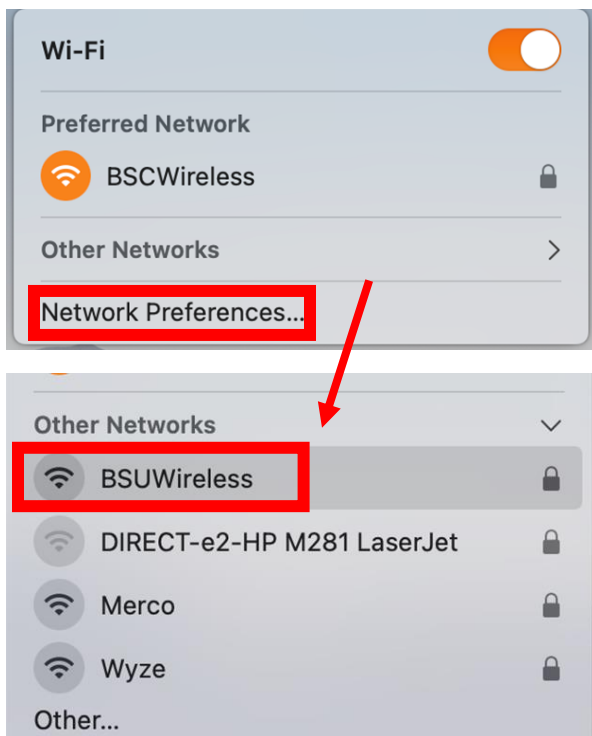 Wi-Fi
Preferred Network
BSCWireless
Other Networks
Network Preferences...
Other Networks
BSUWireless
DIRECT-e2-HP M281 LaserJet
Merco
Wyze
Other...